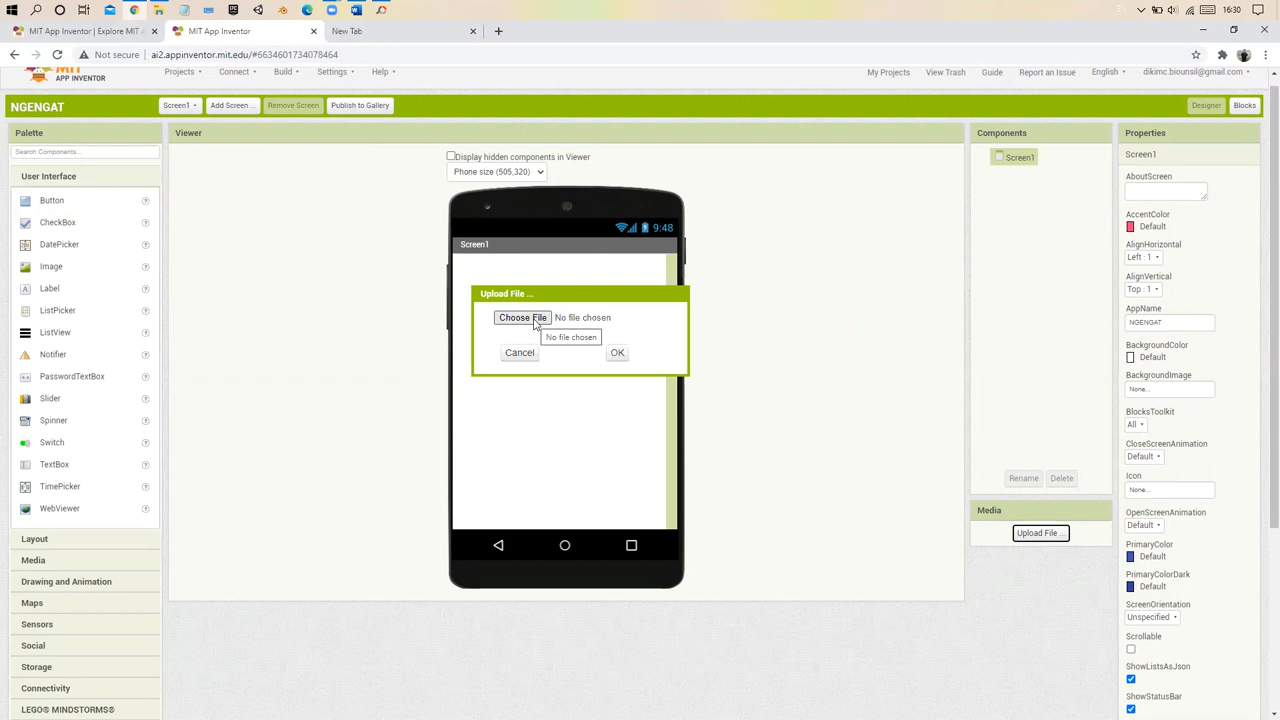 16:30
MIT App Inventor | Explore MIT A
MIT App Inventor
New Tab
Not secure
ai2.appinventor.mit.edu/#6634601734078464
MIT
APP INVENTOR
Projects
Connect
Build
Settings
Help
My Projects
View Trash
Guide
Report an Issue
English
dikimc.biounsil@gmail.com
NGENGAT
Screen1
Add Screen ...
Remove Screen
Publish to Gallery
Designer
Blocks
Palette
Search Components...
User Interface
Button
CheckBox
DatePicker
Image
Label
ListPicker
ListView
Notifier
PasswordTextBox
Slider
Spinner
Switch
TextBox
TimePicker
WebViewer
Layout
Media
Drawing and Animation
Maps
Sensors
Social
Storage
Connectivity
LEGO® MINDSTORMS®
Viewer
Display hidden components in Viewer
Phone size (505,320)
9:48
Screen1
Upload File ...
Choose File No file chosen
No file chosen
Cancel
OK
Components
Screen1
Rename
Delete
Media
Upload File ...
Properties
Screen1
AboutScreen
AccentColor
Default
AlignHorizontal
Left : 1
AlignVertical
Top : 1
AppName
NGENGAT
BackgroundColor
Default
BackgroundImage
None...
BlocksToolkit
All
CloseScreenAnimation
Default
Icon
None...
OpenScreenAnimation
Default
PrimaryColor
Default
PrimaryColorDark
Default
ScreenOrientation
Unspecified
Scrollable
ShowListsAsJson
ShowStatusBar